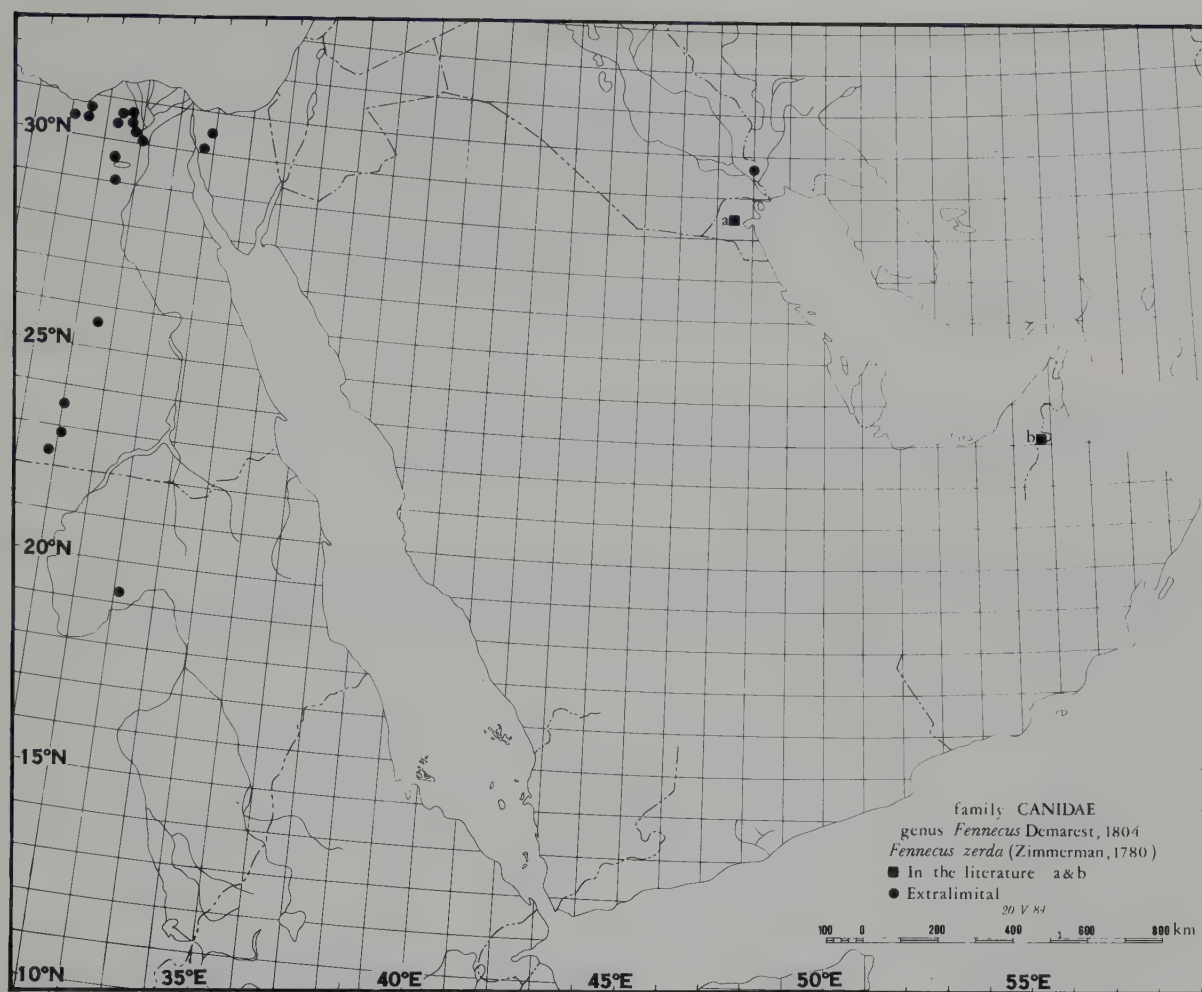 30°N
25°N
20°N
15°N
10°N
35°E
40°E
45°E
50°E
55°E
a
b
family CANIDAE
genus Fennecus Demarest, 1804
Fennecus zerda (Zimmerman, 1780)
■ In the literature a&b
● Extralimital
20 V 84
100 0 200 400 600 800 km